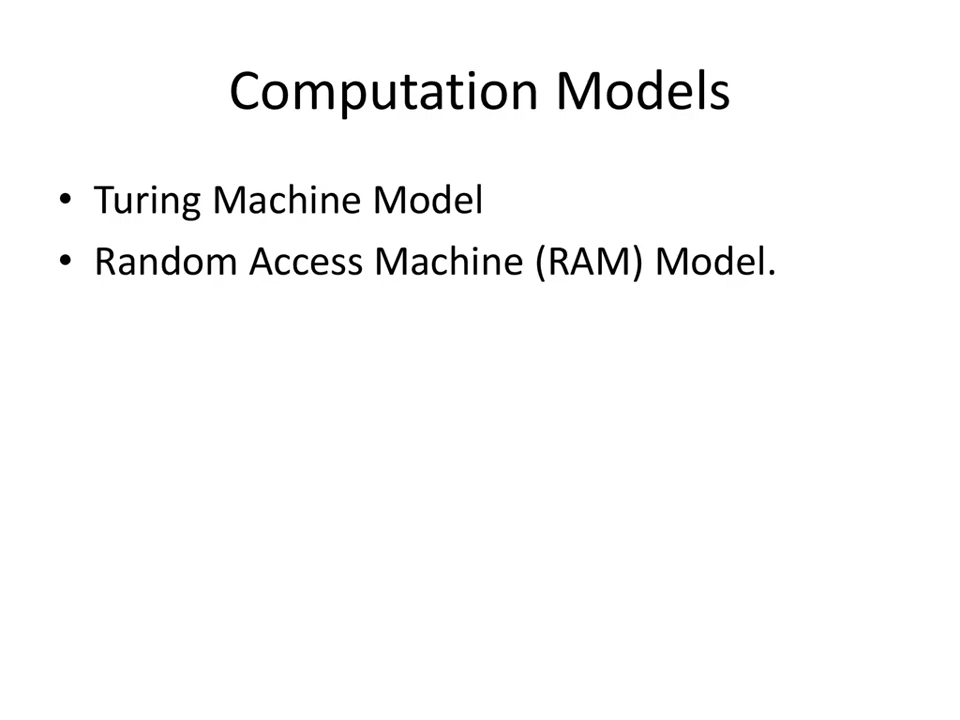 Computation Models
• Turing Machine Model
• Random Access Machine (RAM) Model.